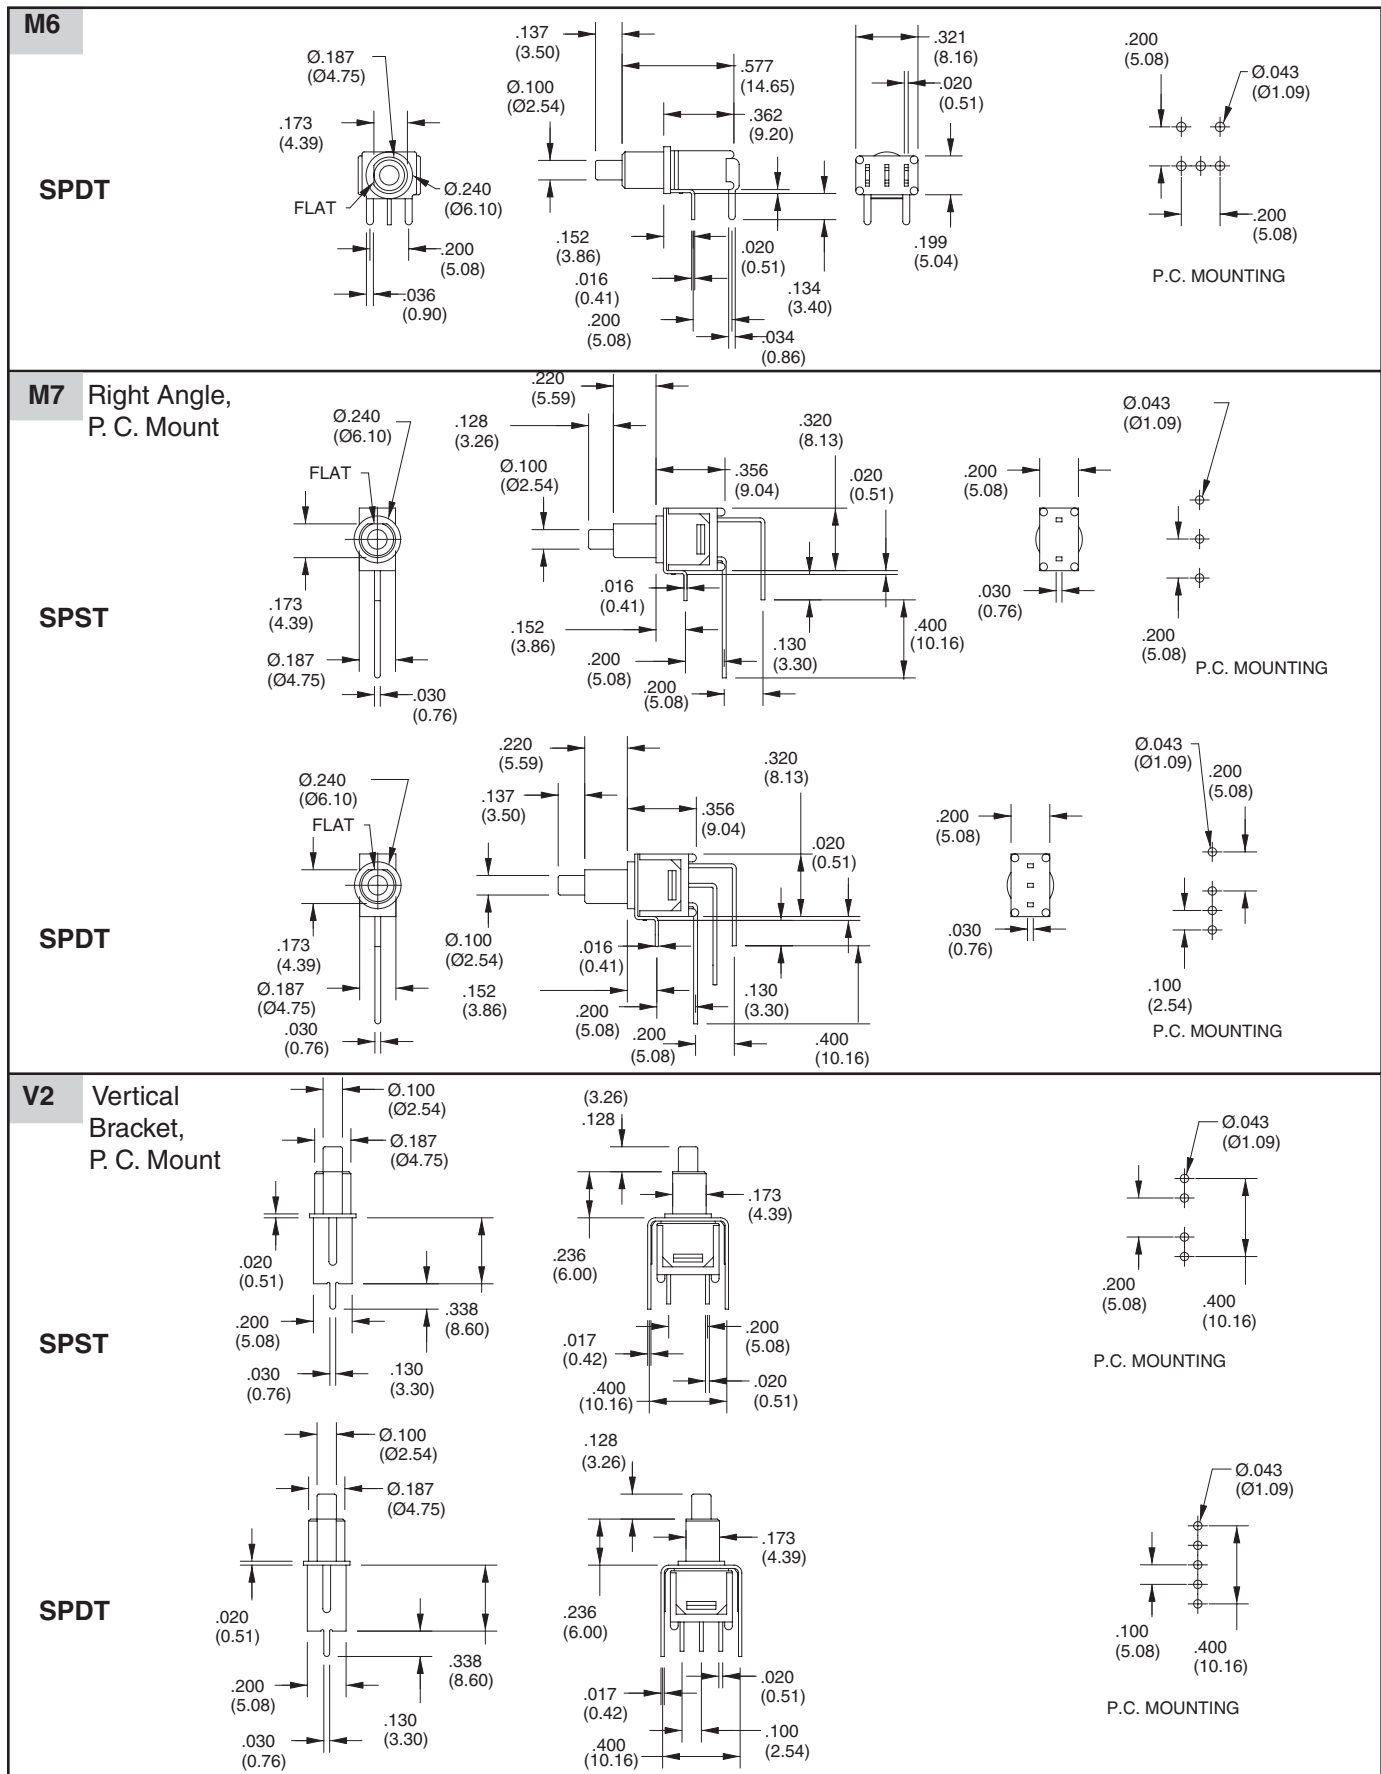 M6
SPDT
Ø.187
(Ø4.75)
.173
(4.39)
FLAT
Ø.240
(Ø6.10)
.200
(5.08)
.036
(0.90)
.137
(3.50)
Ø.100
(Ø2.54)
.577
(14.65)
.362
(9.20)
.152
(3.86)
.016
(0.41)
.200
(5.08)
.020
(0.51)
.134
(3.40)
.034
(0.86)
.321
(8.16)
.020
(0.51)
.199
(5.04)
.200
(5.08)
Ø.043
(Ø1.09)
.200
(5.08)
P.C. MOUNTING
M7 Right Angle,
P. C. Mount
SPST
Ø.240
(Ø6.10)
FLAT
.173
(4.39)
Ø.187
(Ø4.75)
.030
(0.76)
.220
(5.59)
.128
(3.26)
Ø.100
(Ø2.54)
.356
(9.04)
.320
(8.13)
.020
(0.51)
.016
(0.41)
.152
(3.86)
.200
(5.08)
.200
(5.08)
.130
(3.30)
.400
(10.16)
.200
(5.08)
.030
(0.76)
Ø.043
(Ø1.09)
.200
(5.08)
P.C. MOUNTING
SPDT
Ø.240
(Ø6.10)
FLAT
.173
(4.39)
Ø.187
(Ø4.75)
.030
(0.76)
.220
(5.59)
.137
(3.50)
Ø.100
(Ø2.54)
.356
(9.04)
.320
(8.13)
.020
(0.51)
.016
(0.41)
.152
(3.86)
.200
(5.08)
.200
(5.08)
.130
(3.30)
.400
(10.16)
.200
(5.08)
.030
(0.76)
Ø.043
(Ø1.09)
.200
(5.08)
.100
(2.54)
P.C. MOUNTING
V2 Vertical
Bracket,
P. C. Mount
SPST
Ø.100
(Ø2.54)
Ø.187
(Ø4.75)
.020
(0.51)
.200
(5.08)
.030
(0.76)
.338
(8.60)
.130
(3.30)
(3.26)
.128
.173
(4.39)
.236
(6.00)
.017
(0.42)
.400
(10.16)
.200
(5.08)
.020
(0.51)
Ø.043
(Ø1.09)
.200
(5.08)
.400
(10.16)
P.C. MOUNTING
SPDT
Ø.100
(Ø2.54)
Ø.187
(Ø4.75)
.020
(0.51)
.200
(5.08)
.030
(0.76)
.338
(8.60)
.130
(3.30)
.128
(3.26)
.173
(4.39)
.236
(6.00)
.017
(0.42)
.400
(10.16)
.020
(0.51)
.100
(2.54)
Ø.043
(Ø1.09)
.100
(5.08)
.400
(10.16)
P.C. MOUNTING